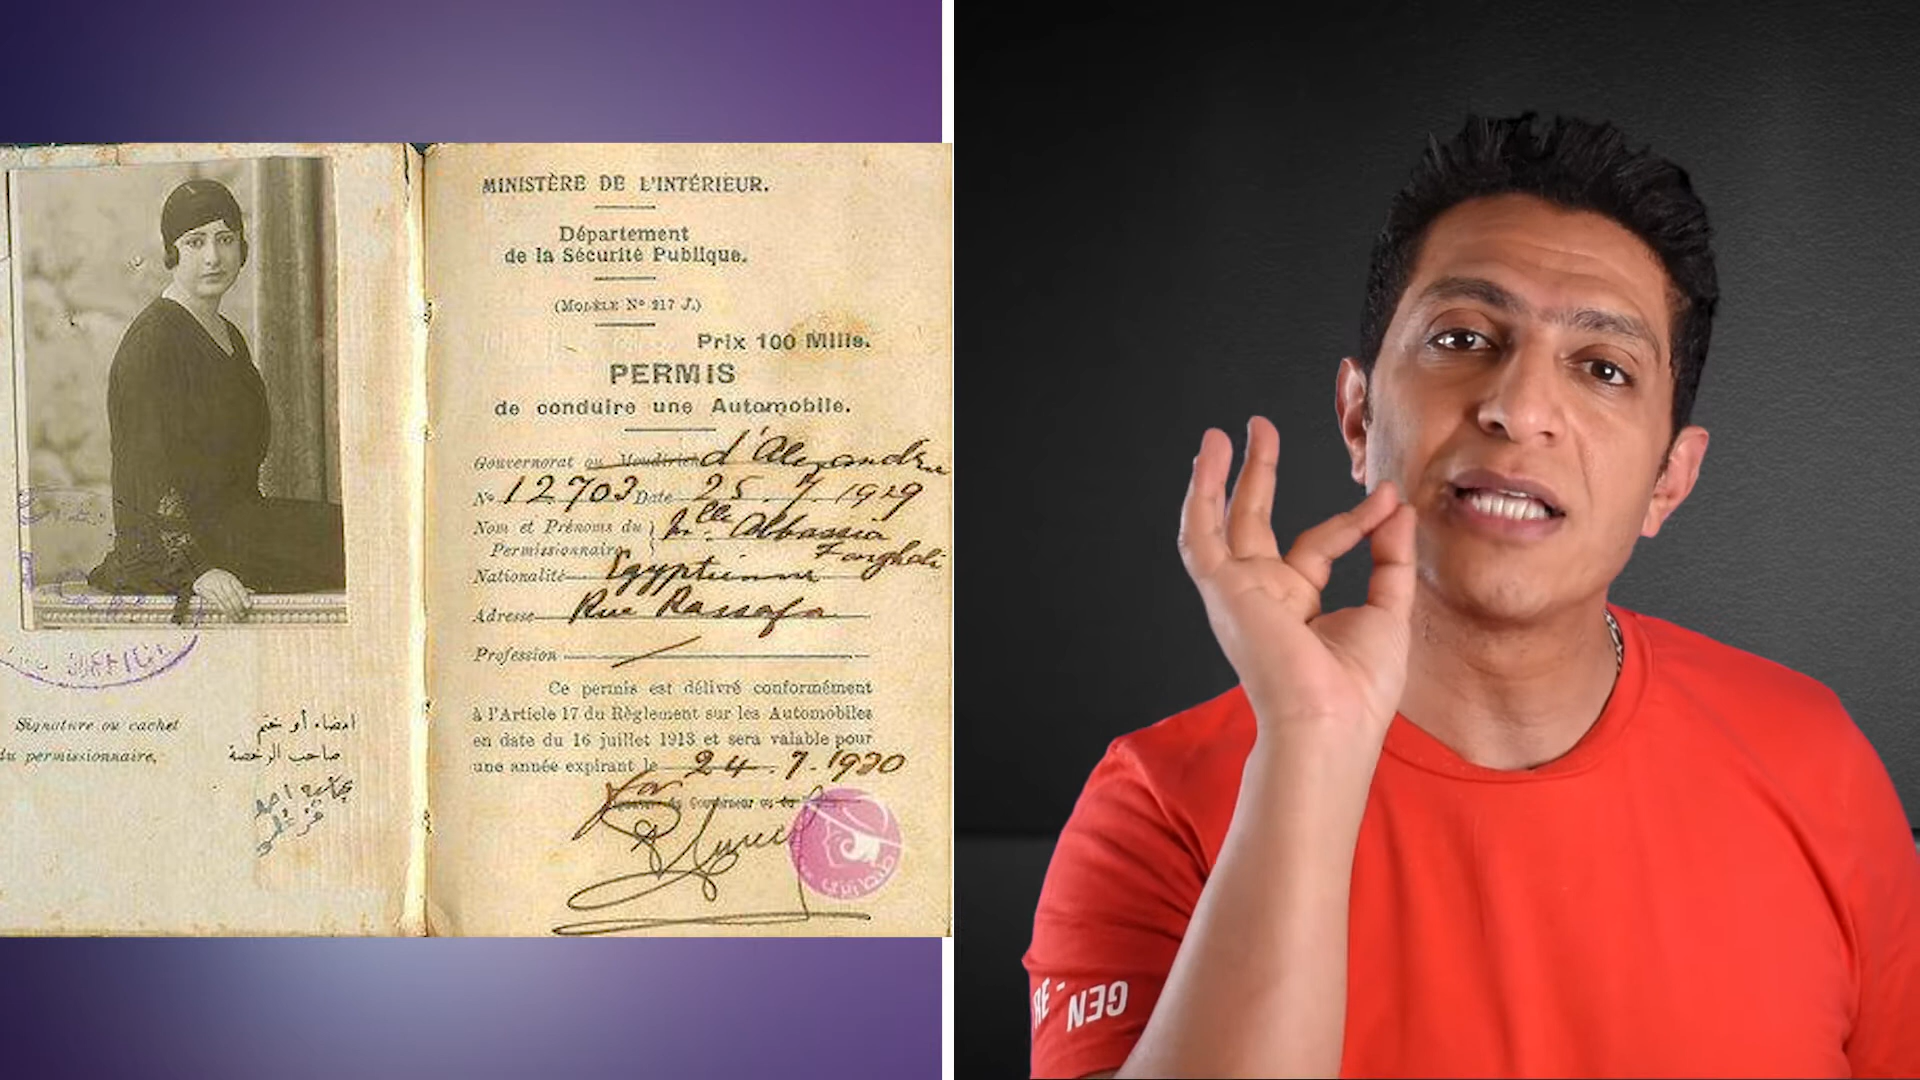 MINISTÈRE DE L'INTÉRIEUR.
Département
de la Sécurité Publique.
(MODÈLE Nº 217 J.)
Prix 100 Mills.
PERMIS
de conduire une Automobile.
Gouvernorat ou Moudirieh d'Alexandrie
Nº 12703 Date 25.7.1929
Nom et Prénoms du Mlle Abbassia
Permissionnaire Farghali
Nationalité Egyptienne
Adresse Rue Rassafa
Profession
Ce permis est délivré conformément
à l'Article 17 du Règlement sur les Automobiles
en date du 16 juillet 1913 et sera valable pour
une année expirant le 24.7.1930
Signature ou cachet
du permissionnaire,
امضاء أو ختم
صاحب الرخصة
RE-GEN